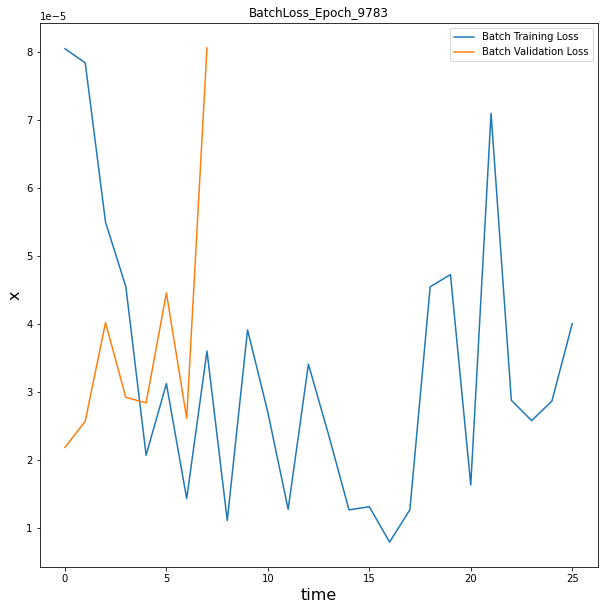 BatchLoss_Epoch_9783
1e−5
Batch Training Loss
Batch Validation Loss
8
7
6
5
4
3
2
1
x
0 5 10 15 20 25
time